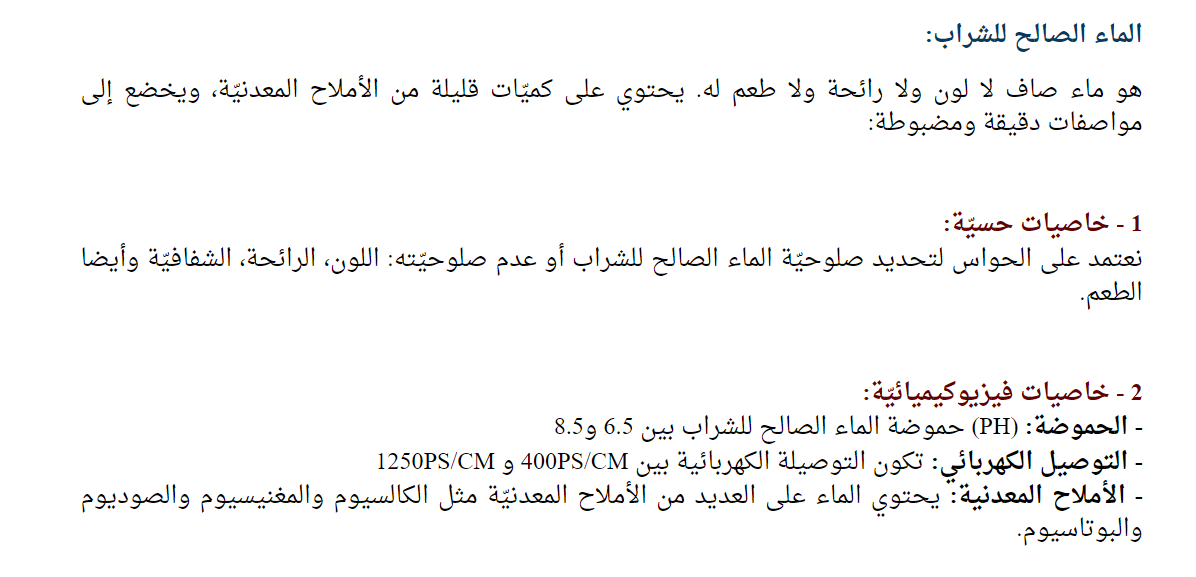 الماء الصالح للشراب:
هو ماء صاف لا لون ولا رائحة ولا طعم له. يحتوي على كميّات قليلة من الأملاح المعدنيّة، ويخضع إلى
مواصفات دقيقة ومضبوطة:
1 - خاصيات حسيّة:
نعتمد على الحواس لتحديد صلوحيّة الماء الصالح للشراب أو عدم صلوحيّته: اللون، الرائحة، الشفافيّة وأيضا
الطعم.
2 - خاصيات فيزيوكيميائيّة:
- الحموضة: (PH) حموضة الماء الصالح للشراب بين 6.5 و8.5
- التوصيل الكهربائي: تكون التوصيلة الكهربائية بين 400PS/CM و 1250PS/CM
- الأملاح المعدنية: يحتوي الماء على العديد من الأملاح المعدنيّة مثل الكالسيوم والمغنيسيوم والصوديوم
والبوتاسيوم.